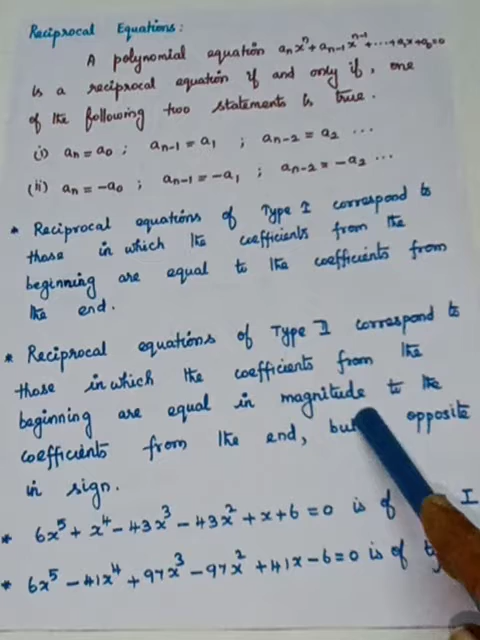 Reciprocal Equations:
A polynomial equation aₙxⁿ + aₙ₋₁xⁿ⁻¹ + ... + a₁x + a₀ = 0
is a reciprocal equation if and only if, one
of the following two statements is true.
(i) aₙ = a₀ ; aₙ₋₁ = a₁ ; aₙ₋₂ = a₂ ...
(ii) aₙ = -a₀ ; aₙ₋₁ = -a₁ ; aₙ₋₂ = -a₂ ...
* Reciprocal equations of Type I correspond to
those in which the coefficients from the
beginning are equal to the coefficients from
the end.
* Reciprocal equations of Type II correspond to
those in which the coefficients from the
beginning are equal in magnitude to the
coefficients from the end, but opposite
in sign.
* 6x⁵ + x⁴ - 43x³ - 43x² + x + 6 = 0 is of I
* 6x⁵ - 41x⁴ + 97x³ - 97x² + 41x - 6 = 0 is of